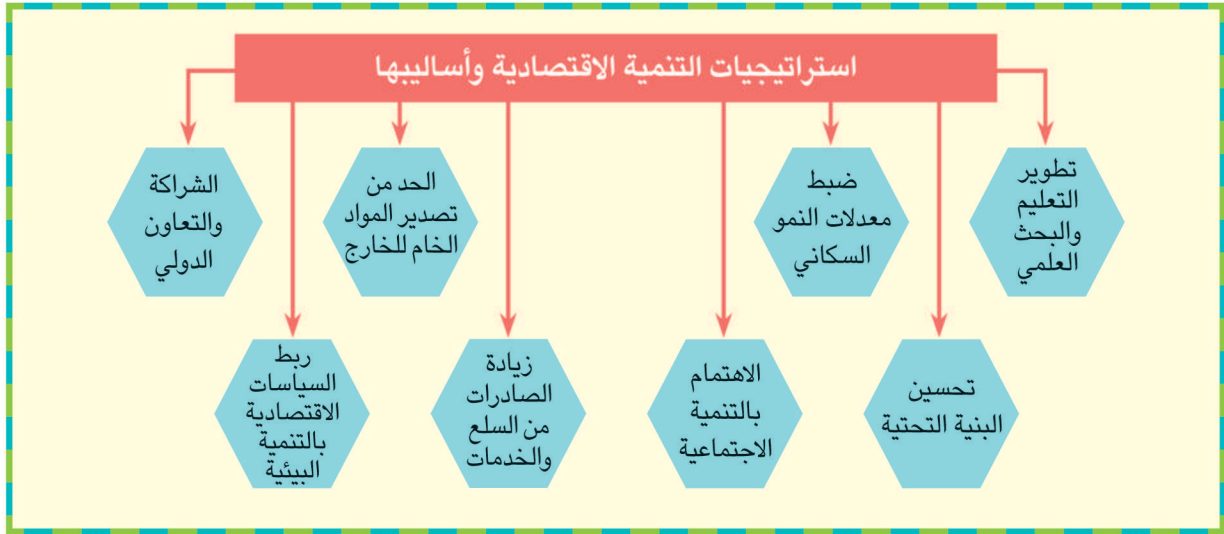 استراتيجيات التنمية الاقتصادية وأساليبها
تطوير
التعليم
والبحث
العلمي
تحسين
البنية التحتية
ضبط
معدلات النمو
السكاني
الاهتمام
بالتنمية
الاجتماعية
زيادة
الصادرات
من السلع
والخدمات
الحد من
تصدير المواد
الخام للخارج
ربط
السياسات
الاقتصادية
بالتنمية
البيئية
الشراكة
والتعاون
الدولي